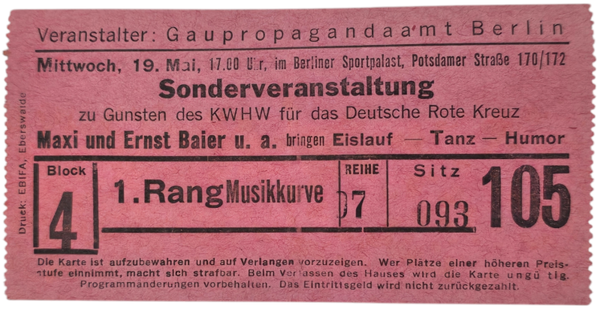 Veranstalter: Gaupropagandaamt Berlin
Mittwoch, 19. Mai, 17.00 Uhr, im Berliner Sportpalast, Potsdamer Straße 170/172
Sonderveranstaltung
zu Gunsten des KWHW für das Deutsche Rote Kreuz
Maxi und Ernst Baier u. a. bringen Eislauf — Tanz — Humor
Block
4
1. Rang Musikkurve
REIHE
07
Sitz
093
105
Die Karte ist aufzubewahren und auf Verlangen vorzuzeigen. Wer Plätze einer höheren Preis-
stufe einnimmt, macht sich strafbar. Beim Verlassen des Hauses wird die Karte ungültig.
Programmänderungen vorbehalten. Das Eintrittsgeld wird nicht zurückgezahlt.
Druck: EBIFA, Eberswalde